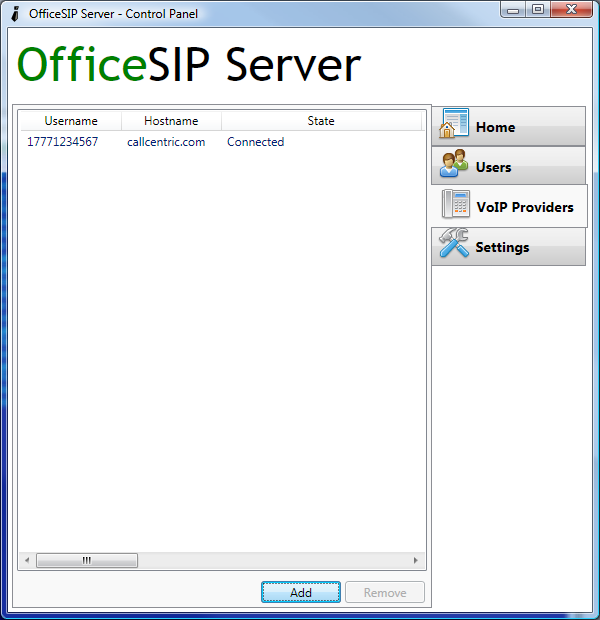 OfficeSIP Server - Control Panel
OfficeSIP Server
Username Hostname State
17771234567 callcentric.com Connected
Home
Users
VoIP Providers
Settings
Add Remove